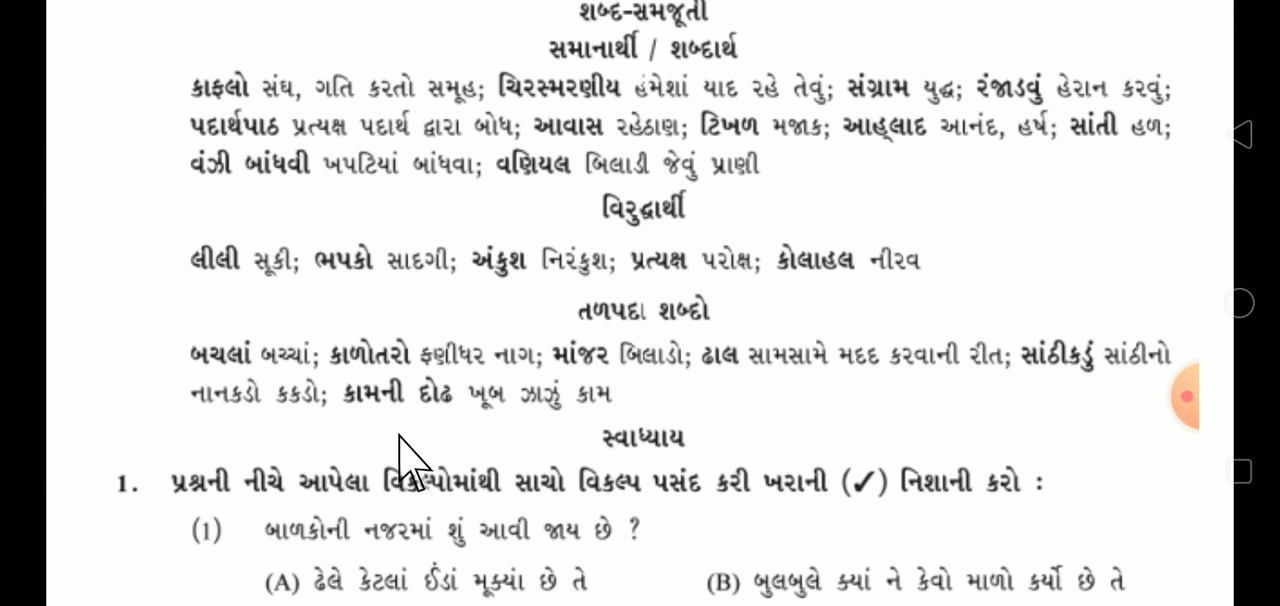 શબ્દ-સમજૂતી
સમાનાર્થી / શબ્દાર્થ
કાફલો સંઘ, ગતિ કરતો સમૂહ; ચિરસ્મરણીય હંમેશાં યાદ રહે તેવું; સંગ્રામ યુદ્ધ; રંજાડવું હેરાન કરવું;
પદાર્થપાઠ પ્રત્યક્ષ પદાર્થ દ્વારા બોધ; આવાસ રહેઠાણ; ટિખળ મજાક; આહ્લાદ આનંદ, હર્ષ; સાંતી હળ;
વંઝી બાંધવી ખપટિયાં બાંધવા; વણિયલ બિલાડી જેવું પ્રાણી
વિરુદ્ધાર્થી
લીલી સૂકી; ભપકો સાદગી; અંકુશ નિરંકુશ; પ્રત્યક્ષ પરોક્ષ; કોલાહલ નીરવ
તળપદા શબ્દો
બચલાં બચ્ચાં; કાળોતરો ફણીધર નાગ; માંજર બિલાડો; ઢાલ સામસામે મદદ કરવાની રીત; સાંઠીકડું સાંઠીનો
નાનકડો કકડો; કામની દોઢ ખૂબ ઝાઝું કામ
સ્વાધ્યાય
1. પ્રશ્નની નીચે આપેલા વિકલ્પોમાંથી સાચો વિકલ્પ પસંદ કરી ખરાની (✓) નિશાની કરો :
(1) બાળકોની નજરમાં શું આવી જાય છે ?
(A) ઢેલે કેટલાં ઈંડાં મૂક્યાં છે તે (B) બુલબુલે ક્યાં ને કેવો માળો કર્યો છે તે